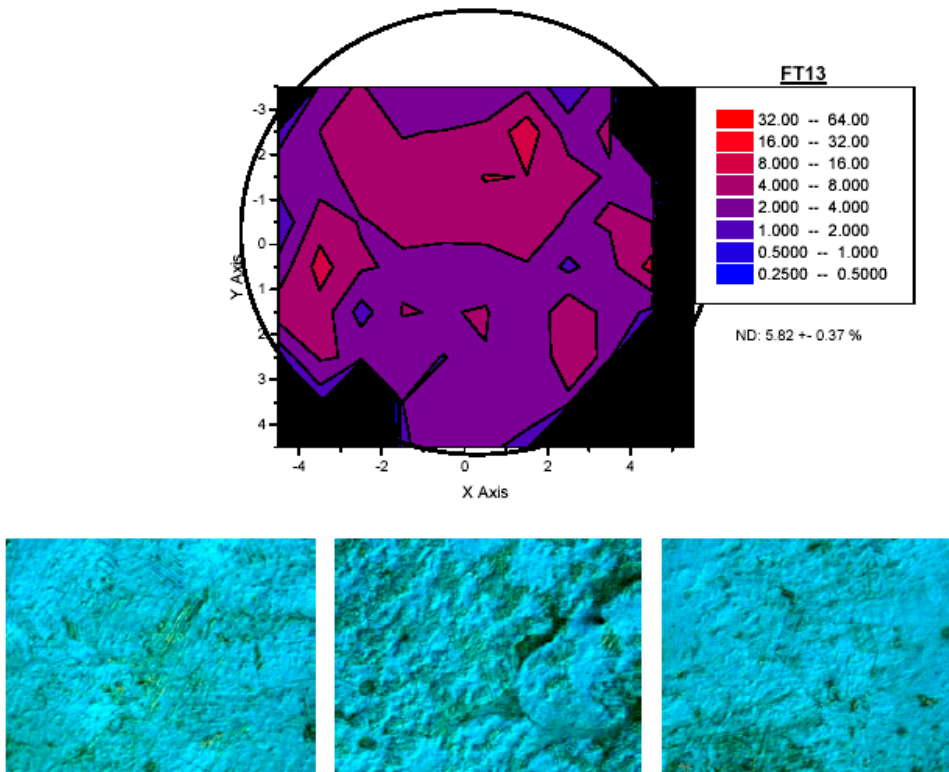 FT13
32.00 -- 64.00
16.00 -- 32.00
8.000 -- 16.00
4.000 -- 8.000
2.000 -- 4.000
1.000 -- 2.000
0.5000 -- 1.000
0.2500 -- 0.5000
ND: 5.82 +- 0.37 %
Y Axis
-3
2
-1
0
1
2
3
4
-4 -2 0 2 4
X Axis